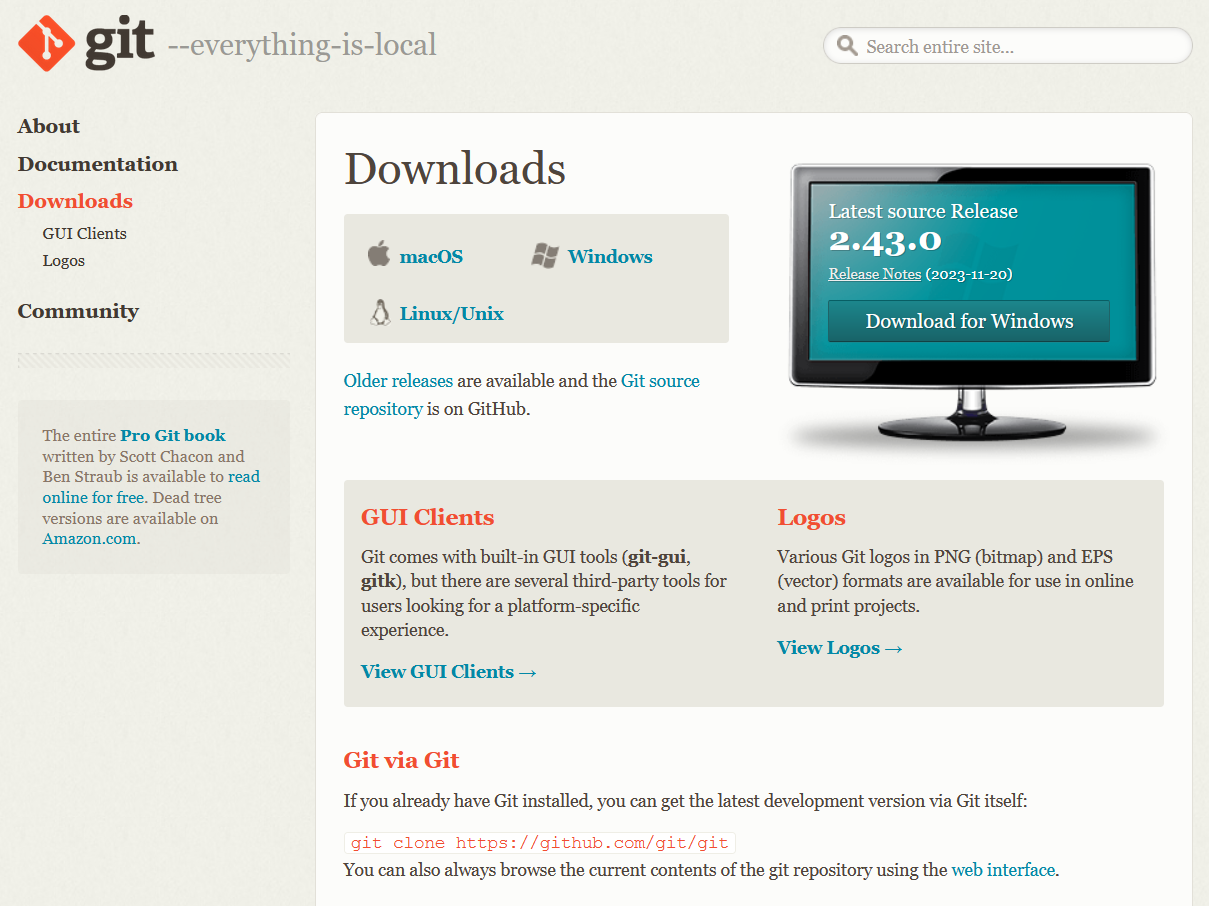 git --everything-is-local
Search entire site...
About
Documentation
Downloads
GUI Clients
Logos
Community
The entire Pro Git book
written by Scott Chacon and
Ben Straub is available to read
online for free. Dead tree
versions are available on
Amazon.com.
Downloads
macOS
Windows
Linux/Unix
Older releases are available and the Git source
repository is on GitHub.
Latest source Release
2.43.0
Release Notes (2023-11-20)
Download for Windows
GUI Clients
Git comes with built-in GUI tools (git-gui,
gitk), but there are several third-party tools for
users looking for a platform-specific
experience.
View GUI Clients →
Logos
Various Git logos in PNG (bitmap) and EPS
(vector) formats are available for use in online
and print projects.
View Logos →
Git via Git
If you already have Git installed, you can get the latest development version via Git itself:
git clone https://github.com/git/git
You can also always browse the current contents of the git repository using the web interface.